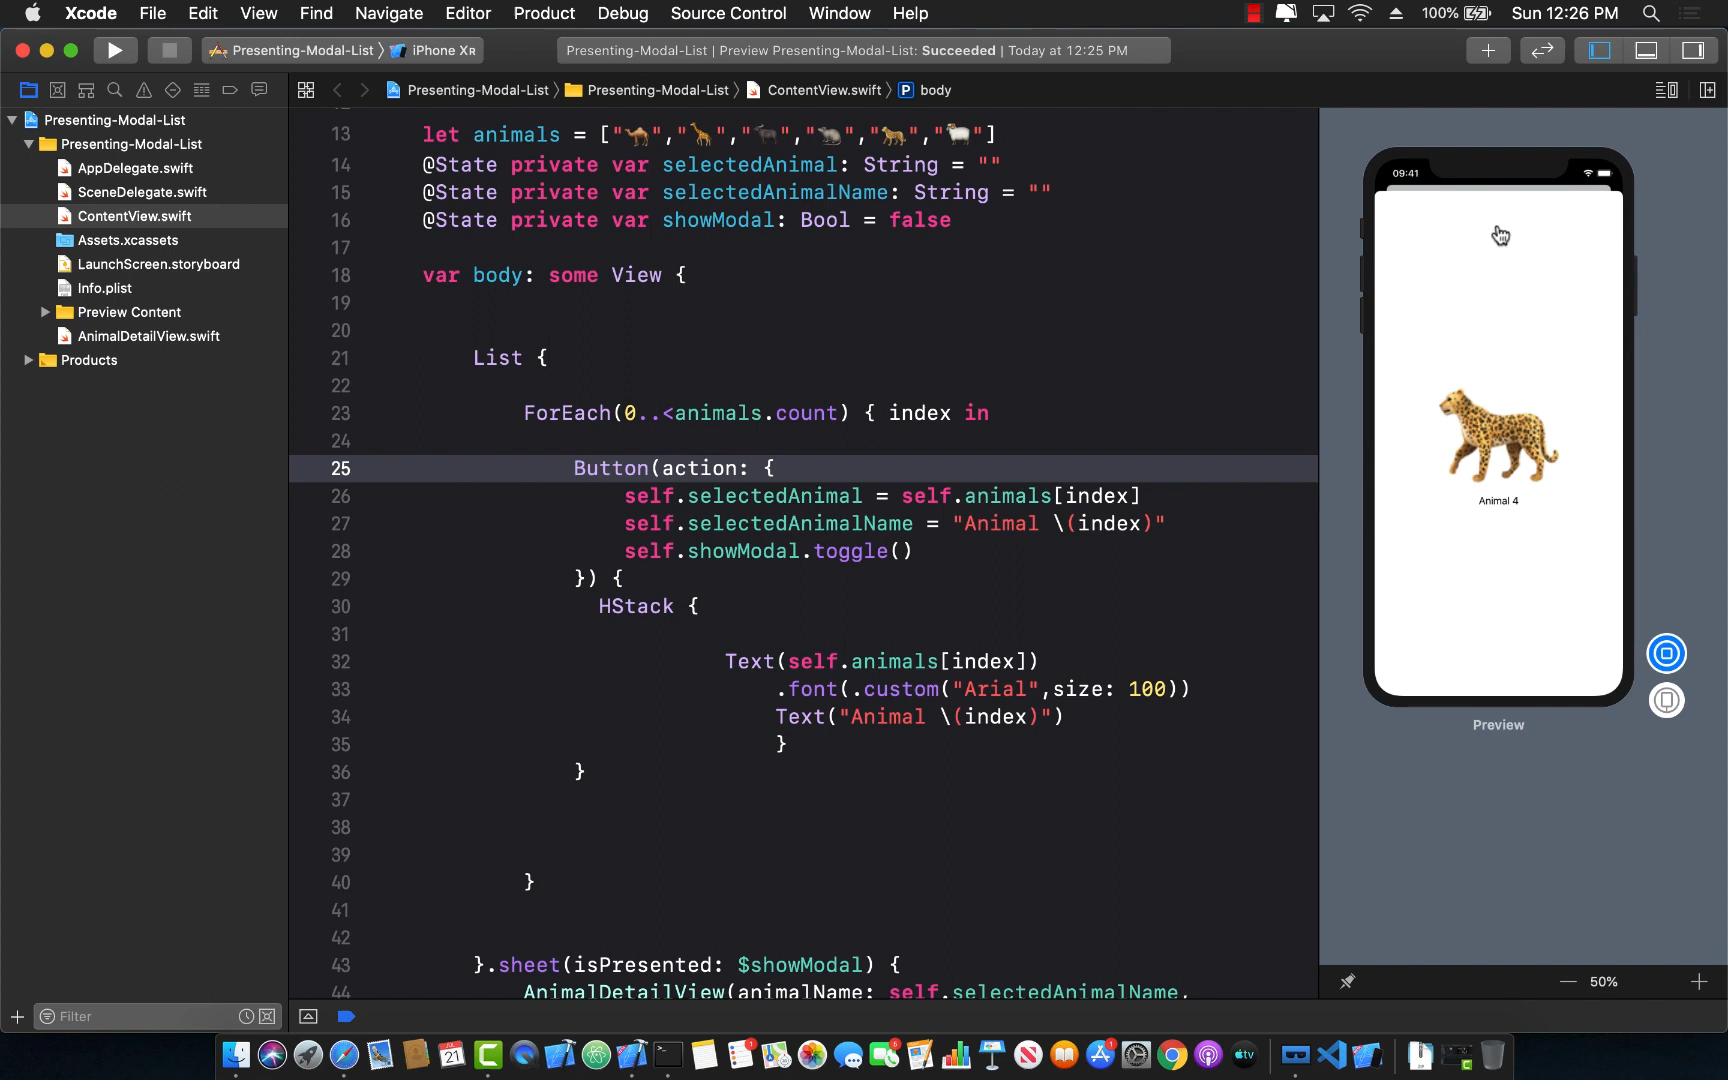 Xcode File Edit View Find Navigate Editor Product Debug Source Control Window Help 100% Sun 12:26 PM
Presenting-Modal-List 〉 iPhone XR
Presenting-Modal-List | Preview Presenting-Modal-List: Succeeded | Today at 12:25 PM
Presenting-Modal-List 〉 Presenting-Modal-List 〉 ContentView.swift 〉 P body
Presenting-Modal-List
Presenting-Modal-List
AppDelegate.swift
SceneDelegate.swift
ContentView.swift
Assets.xcassets
LaunchScreen.storyboard
Info.plist
Preview Content
AnimalDetailView.swift
Products
Filter
13 let animals = ["🐪","🦒","🐃","🐀","🐆","🐏"]
14 @State private var selectedAnimal: String = ""
15 @State private var selectedAnimalName: String = ""
16 @State private var showModal: Bool = false
17
18 var body: some View {
19
20
21 List {
22
23 ForEach(0..<animals.count) { index in
24
25 Button(action: {
26 self.selectedAnimal = self.animals[index]
27 self.selectedAnimalName = "Animal \(index)"
28 self.showModal.toggle()
29 }) {
30 HStack {
31
32 Text(self.animals[index])
33 .font(.custom("Arial",size: 100))
34 Text("Animal \(index)")
35 }
36 }
37
38
39
40 }
41
42
43 }.sheet(isPresented: $showModal) {
44 AnimalDetailView(animalName: self.selectedAnimalName,
09:41
Animal 4
Preview
50%